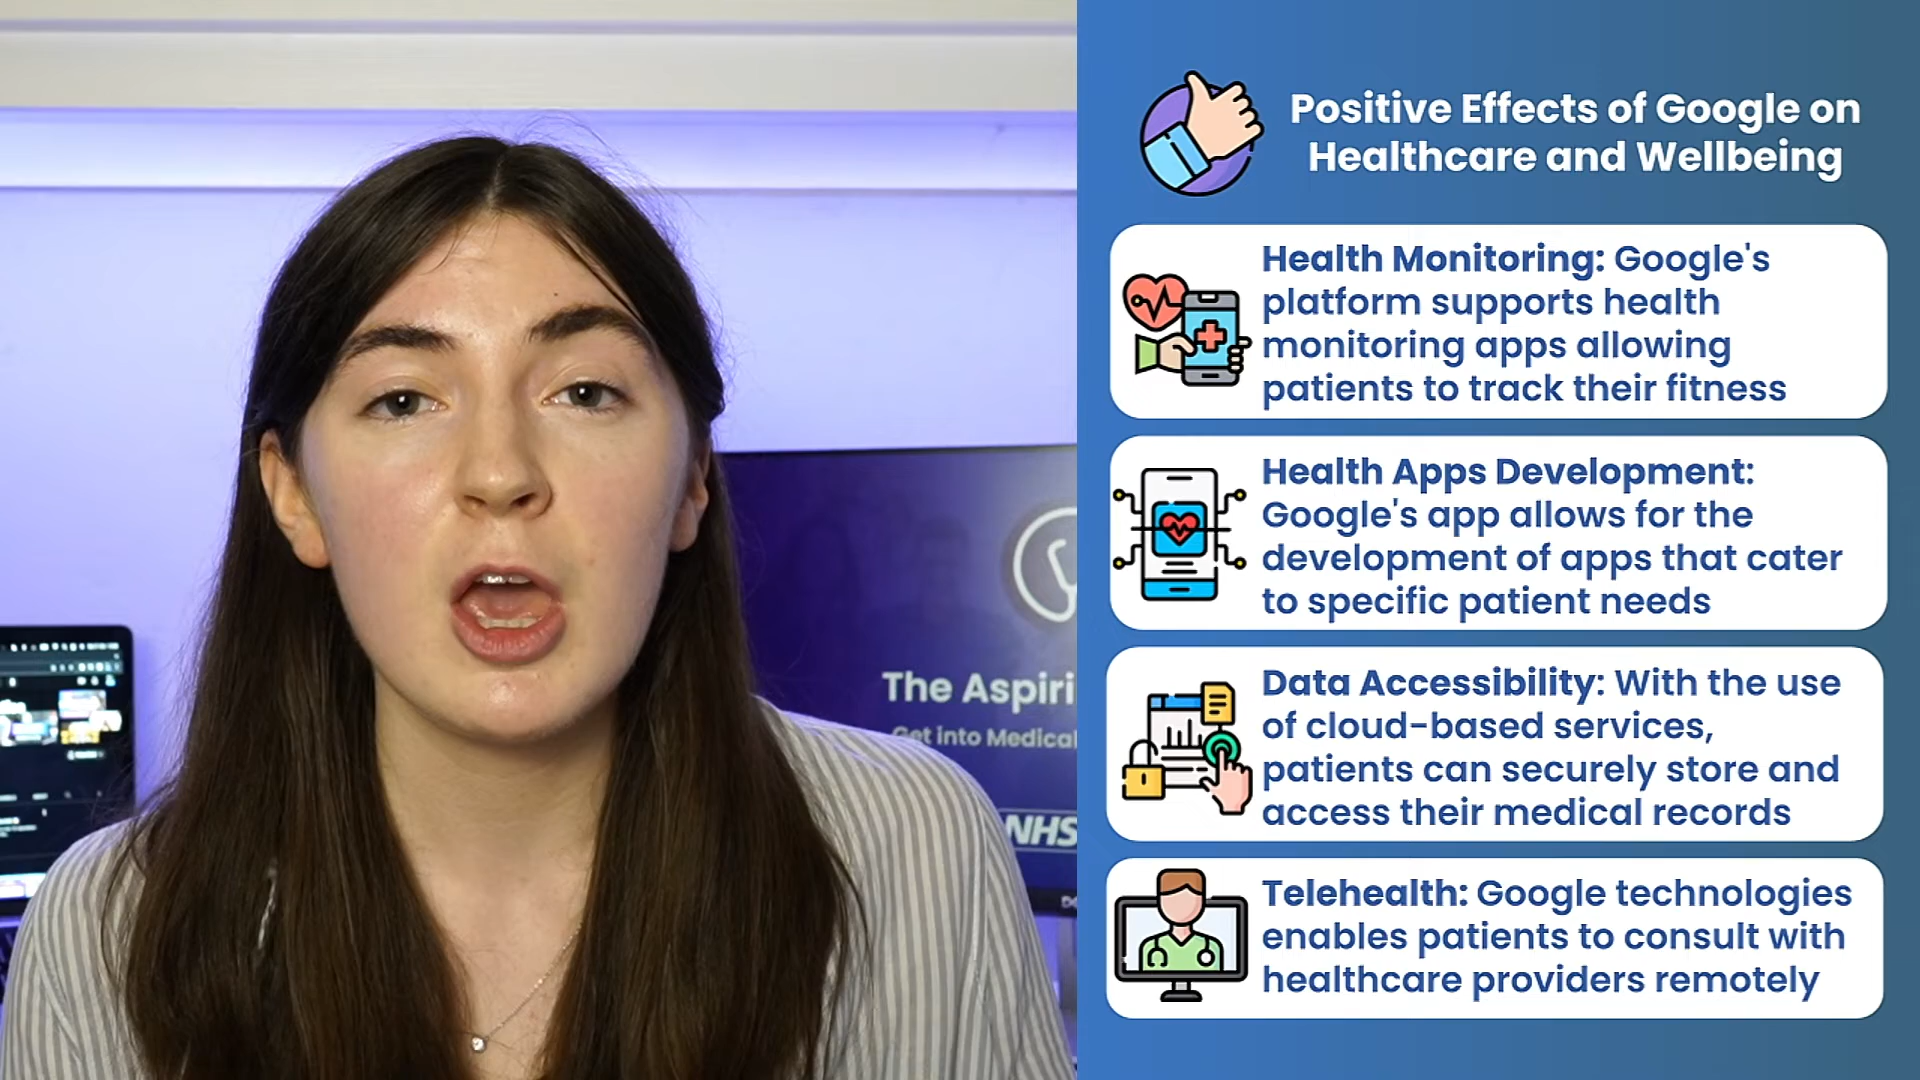 The Aspiri
Get into Medical
NHS
Positive Effects of Google on
Healthcare and Wellbeing
Health Monitoring: Google's
platform supports health
monitoring apps allowing
patients to track their fitness
Health Apps Development:
Google's app allows for the
development of apps that cater
to specific patient needs
Data Accessibility: With the use
of cloud-based services,
patients can securely store and
access their medical records
Telehealth: Google technologies
enables patients to consult with
healthcare providers remotely